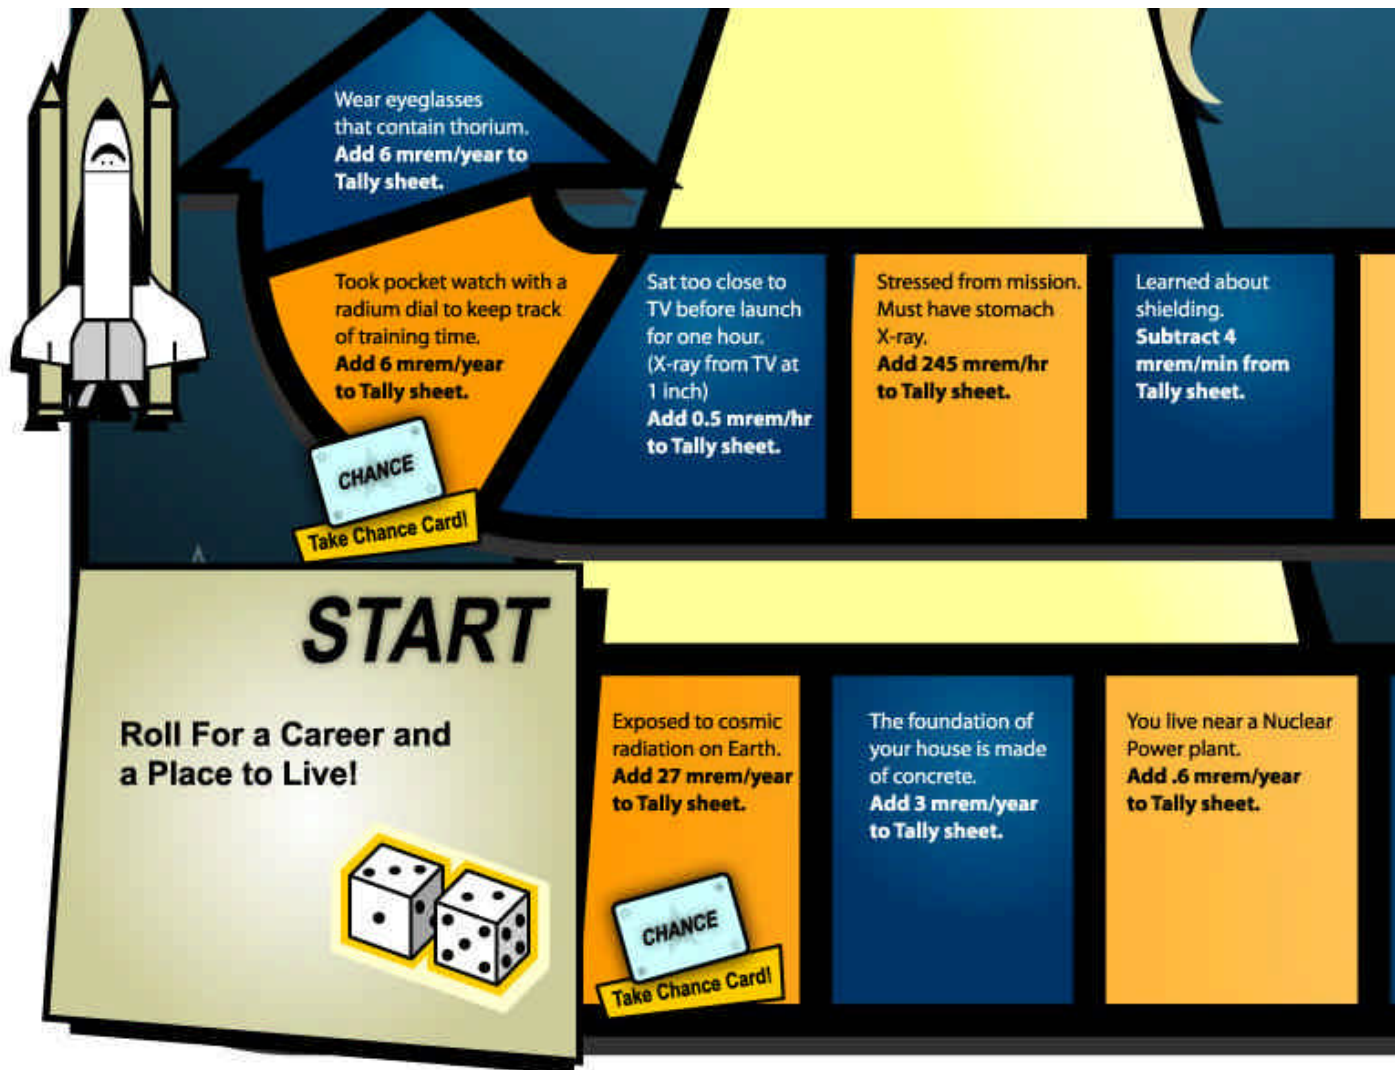 Wear eyeglasses
that contain thorium.
Add 6 mrem/year to
Tally sheet.
Took pocket watch with a
radium dial to keep track
of training time.
Add 6 mrem/year
to Tally sheet.
CHANCE
Take Chance Card!
Sat too close to
TV before launch
for one hour.
(X-ray from TV at
1 inch)
Add 0.5 mrem/hr
to Tally sheet.
Stressed from mission.
Must have stomach
X-ray.
Add 245 mrem/hr
to Tally sheet.
Learned about
shielding.
Subtract 4
mrem/min from
Tally sheet.
START
Roll For a Career and
a Place to Live!
Exposed to cosmic
radiation on Earth.
Add 27 mrem/year
to Tally sheet.
CHANCE
Take Chance Card!
The foundation of
your house is made
of concrete.
Add 3 mrem/year
to Tally sheet.
You live near a Nuclear
Power plant.
Add .6 mrem/year
to Tally sheet.